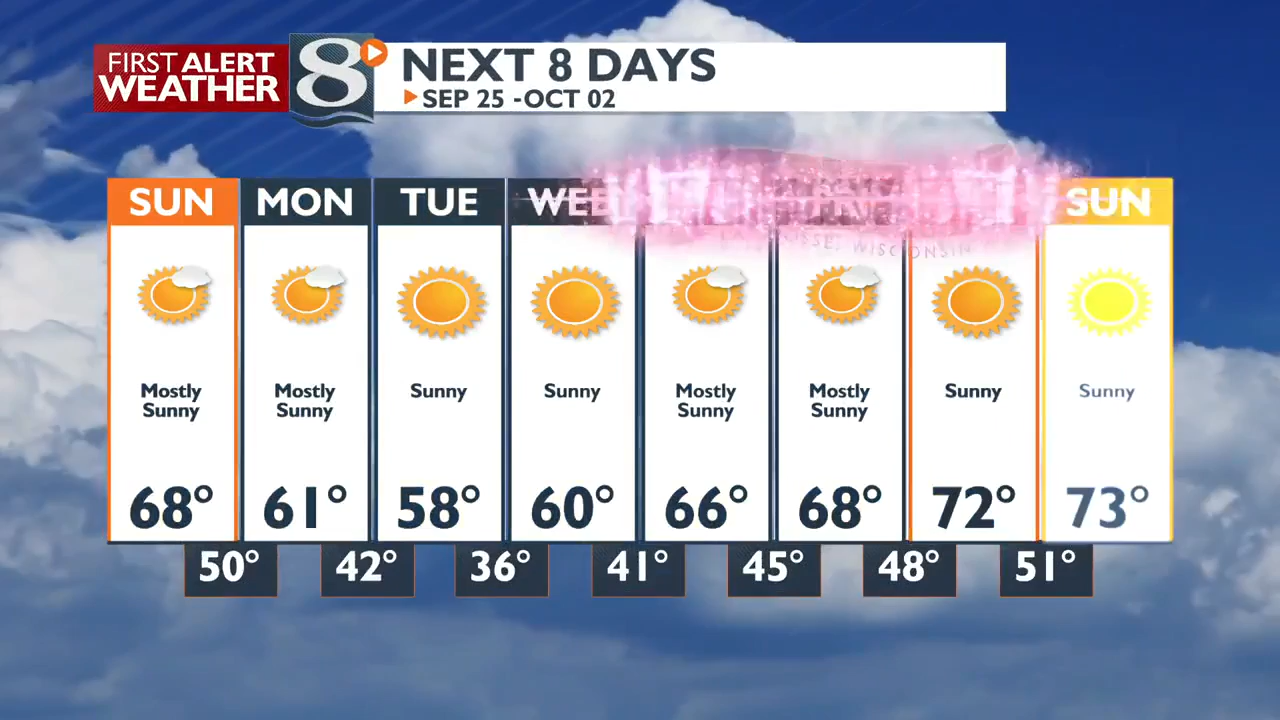 FIRST ALERT
WEATHER
8
NEXT 8 DAYS
SEP 25 -OCT 02
SUN
MON
TUE
SUN
WISCONSIN
Mostly
Sunny
Mostly
Sunny
Sunny
Sunny
Mostly
Sunny
Mostly
Sunny
Sunny
Sunny
68°
61°
58°
60°
66°
68°
72°
73°
50°
42°
36°
41°
45°
48°
51°